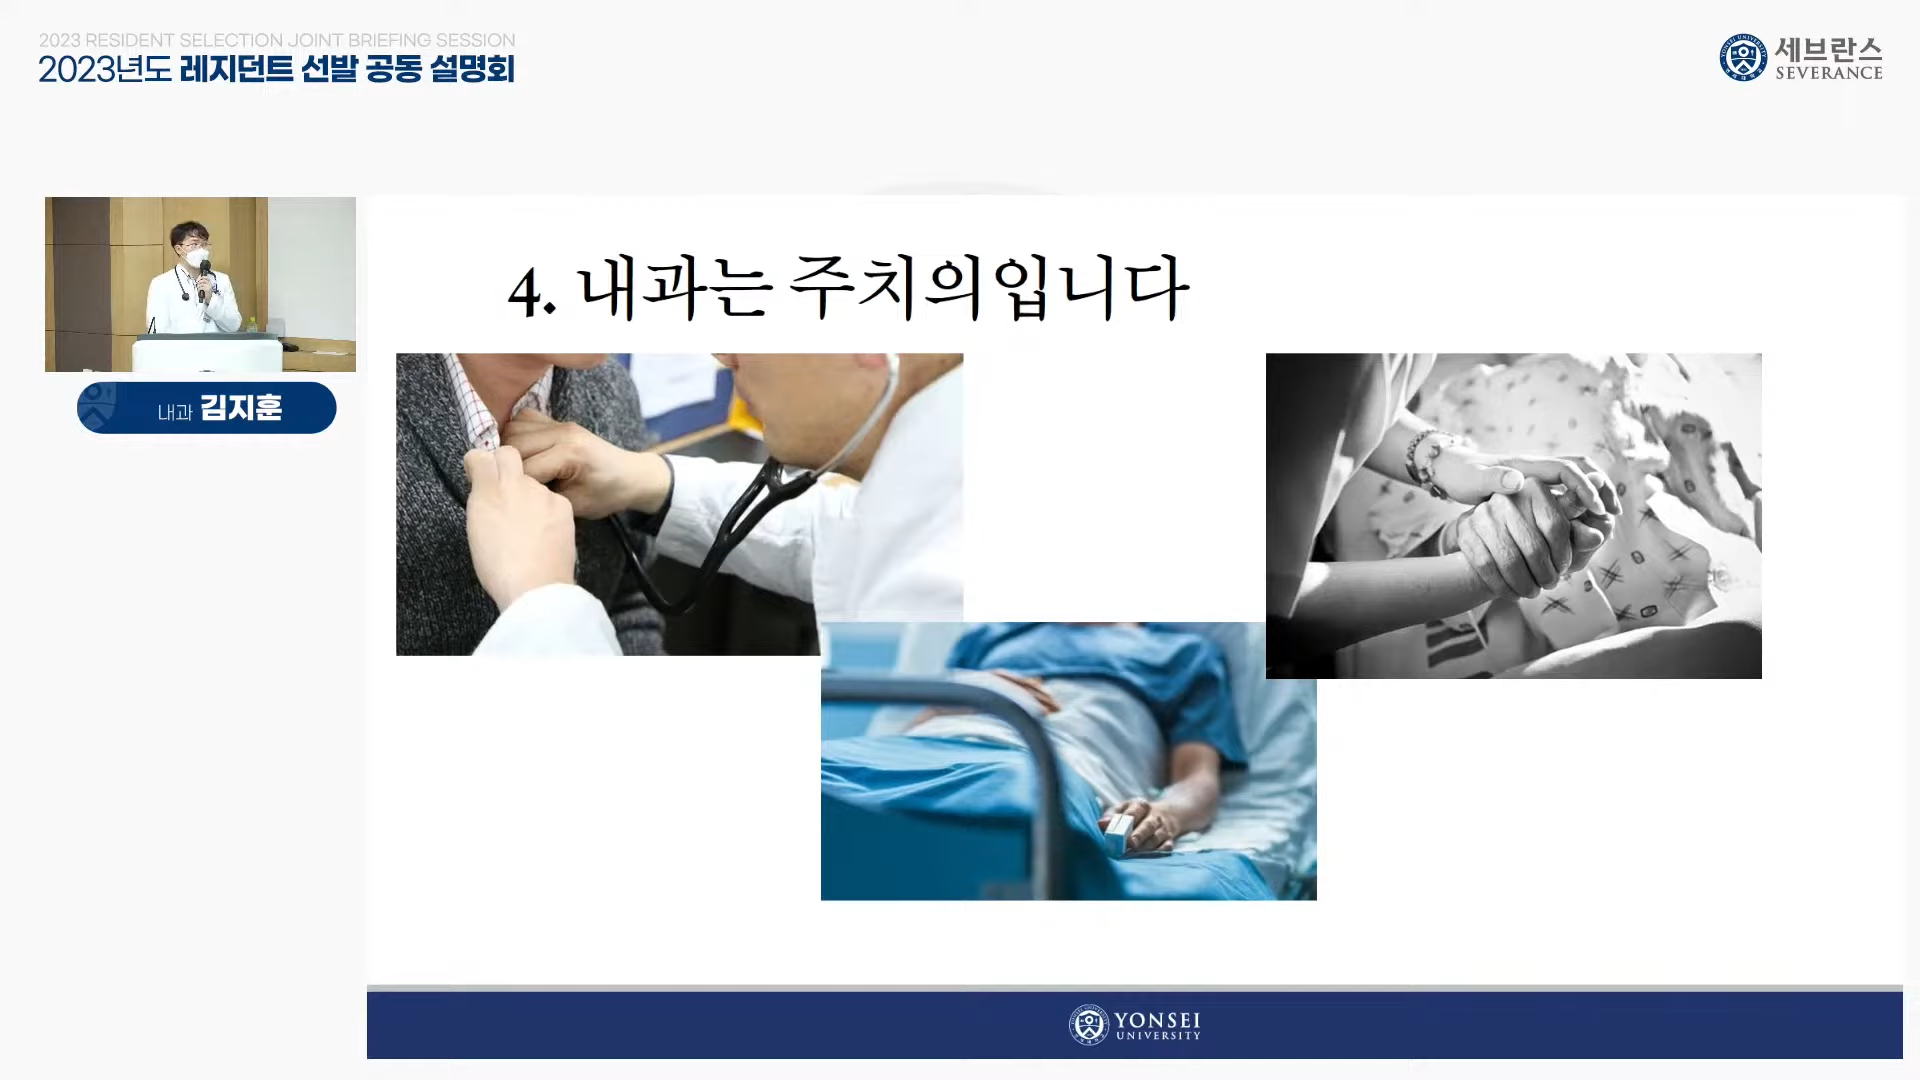 2023 RESIDENT SELECTION JOINT BRIEFING SESSION
2023년도 레지던트 선발 공동 설명회
세브란스
SEVERANCE
4. 내과는 주치의입니다
내과 김지훈
YONSEI
UNIVERSITY